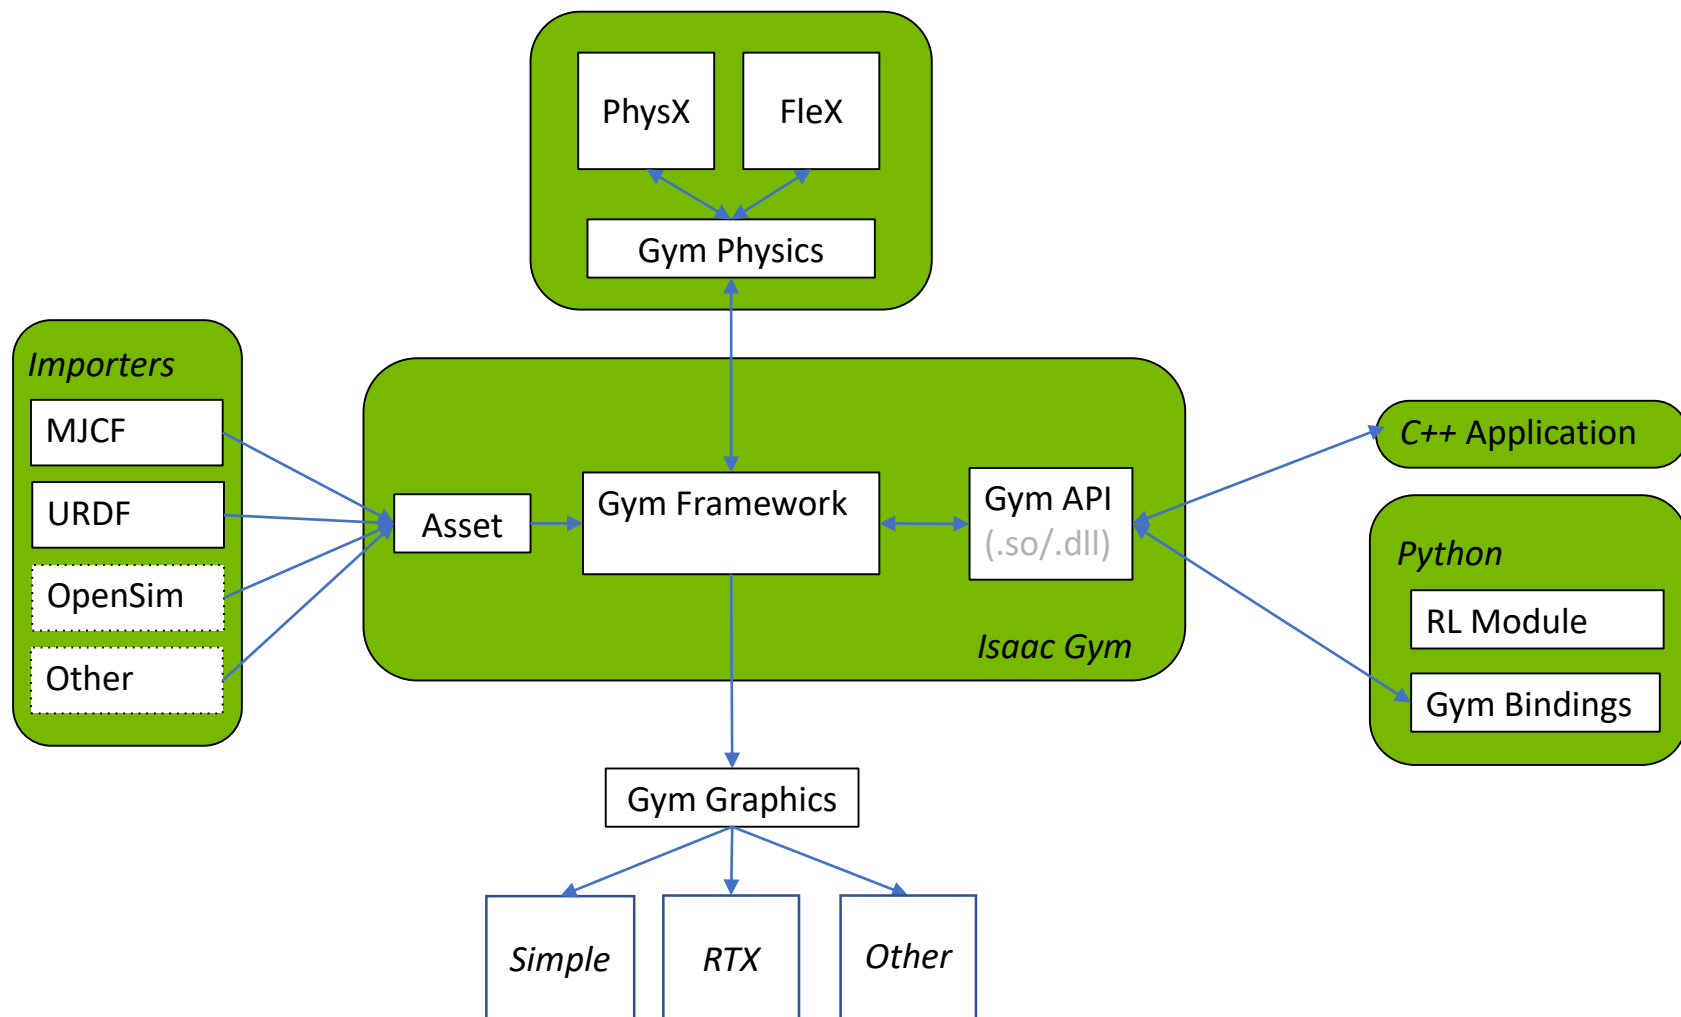 PhysX
FleX
Gym Physics
Importers
MJCF
URDF
OpenSim
Other
Asset
Gym Framework
Gym API
(.so/.dll)
Isaac Gym
C++ Application
Python
RL Module
Gym Bindings
Gym Graphics
Simple
RTX
Other